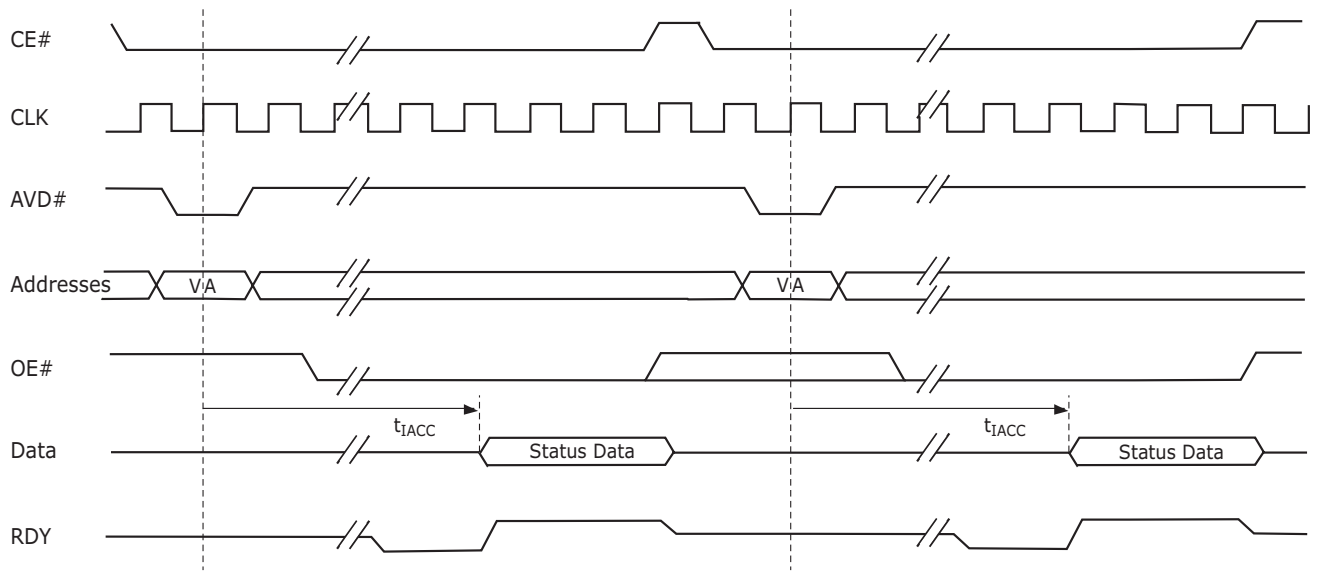 CE#
CLK
AVD#
Addresses
VA VA
OE#
tIACC tIACC
Data Status Data Status Data
RDY